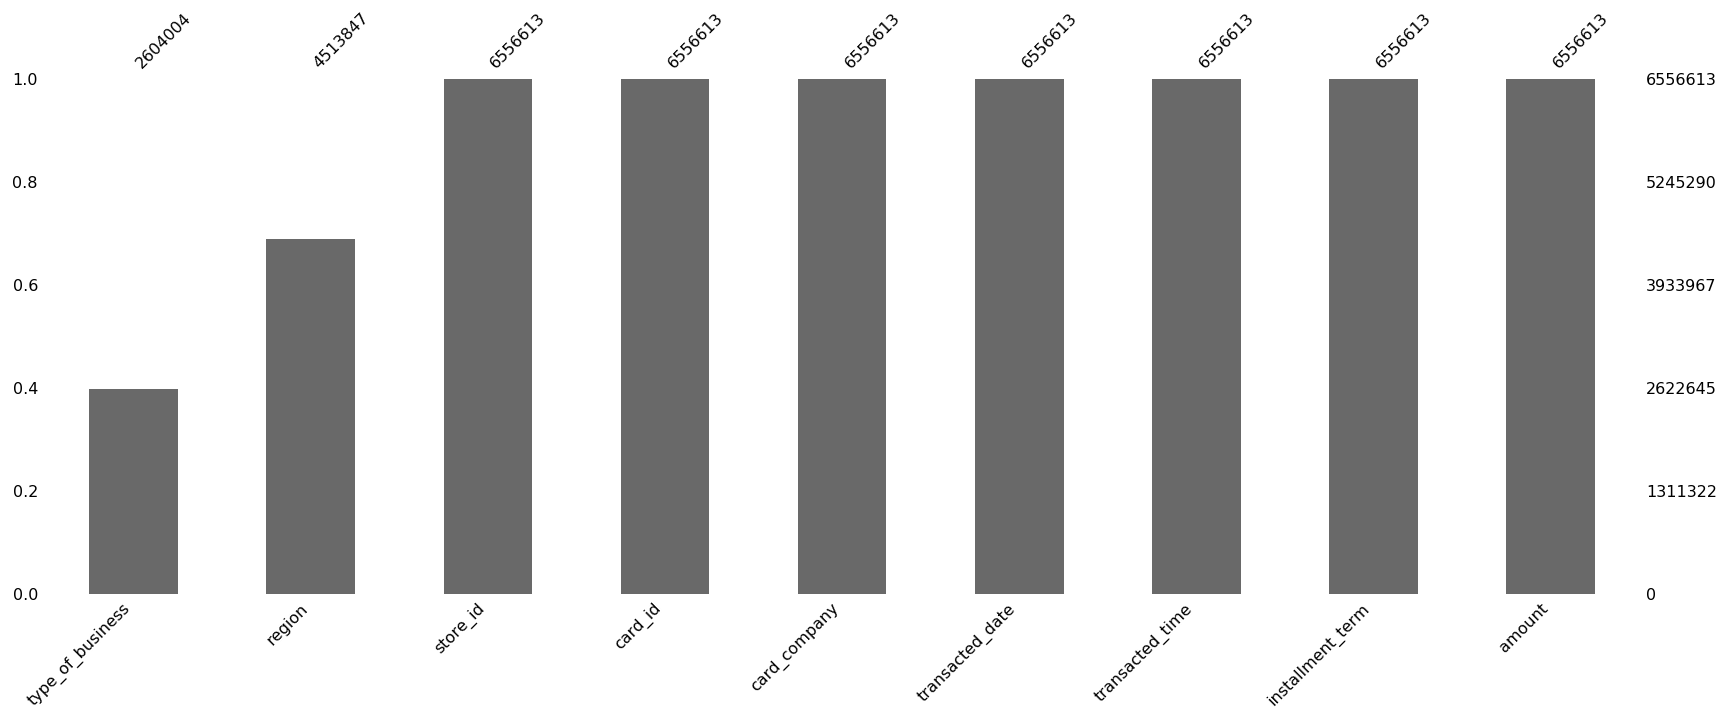 2604004
4513847
6556613
6556613
6556613
6556613
6556613
6556613
6556613
1.0
0.8
0.6
0.4
0.2
0.0
6556613
5245290
3933967
2622645
1311322
0
type_of_business
region
store_id
card_id
card_company
transacted_date
transacted_time
installment_term
amount